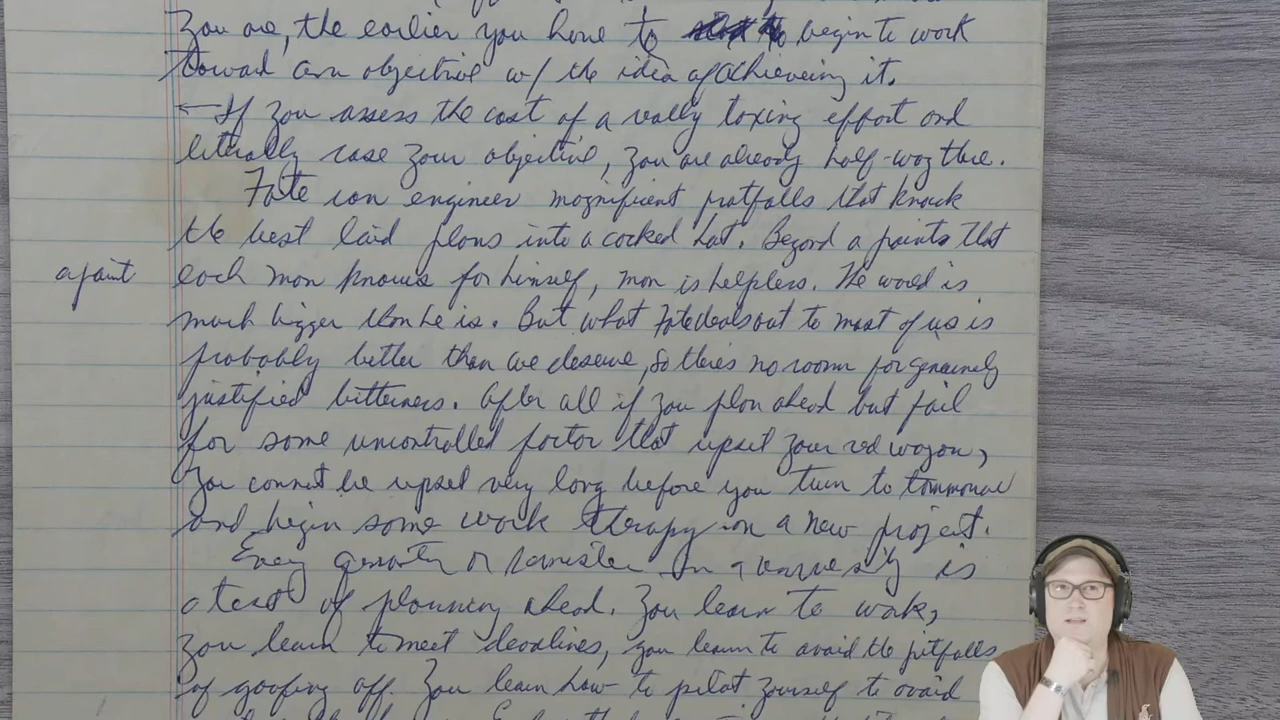 You are, the earlier you have to begin to work
toward an objective w/ the idea of achieveing it.
If you assess the cost of a really taxing effort and
literally case your objective, you are already half-way there.
Fate can engineer magnificent pratfalls that knock
the best laid plans into a cocked hat. Beyond a points that
a point
each man knows for himself, man is helpless. The world is
much bigger than he is. But what Fate deals out to most of us is
probably better than we deserve, so there's no room for genuinely
justified bitterness. After all if you plan ahead but fail
for some uncontrolled factor that upset your red wagon,
you cannot be upset very long before you turn to tommorow
and begin some work therapy on a new project.
Every quarter or semester in a university is
a test of planning ahead. You learn to work,
you learn to meet deadlines, you learn to avoid the pitfalls
of goofing off. You learn how to pilot yourself to avoid